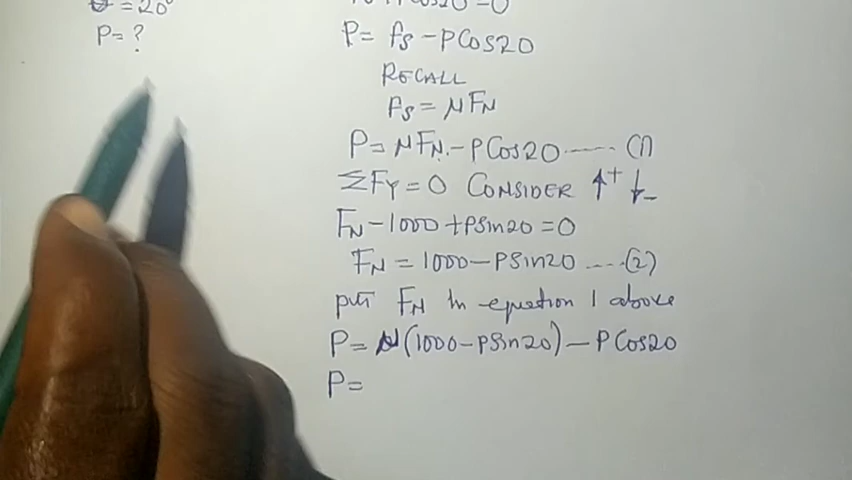 θ = 20°
P = ?
P = fs - PCos20
RECALL
Fs = μFN
P = μFN - PCos20 ------ (1)
ΣFy = 0 CONSIDER ↑+ ↓-
FN - 1000 + PSin20 = 0
FN = 1000 - PSin20 ----- (2)
put FN in equation 1 above
P = μ(1000 - PSin20) - PCos20
P =